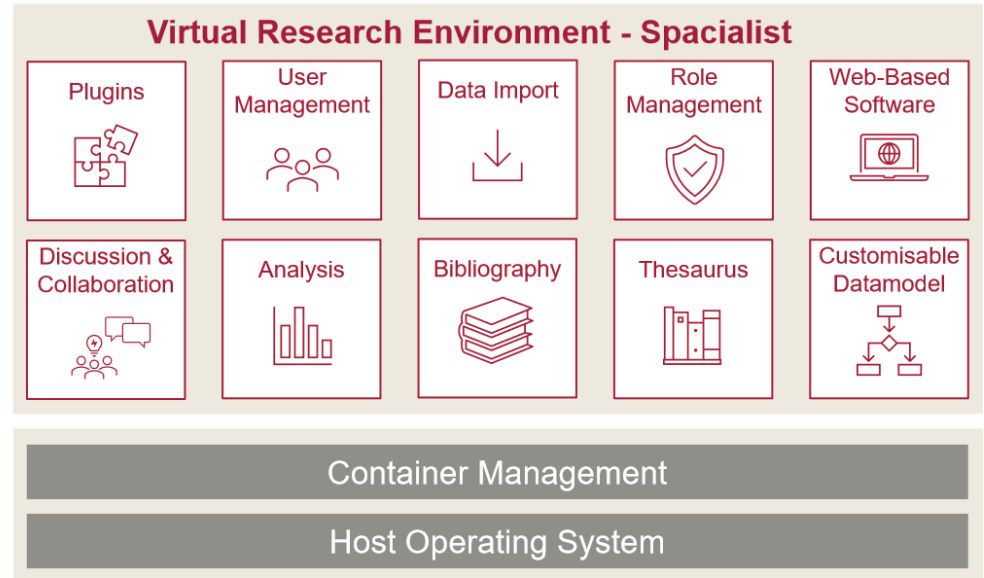 Virtual Research Environment - Spacialist
Plugins
User
Management
Data Import
Role
Management
Web-Based
Software
Discussion &
Collaboration
Analysis
Bibliography
Thesaurus
Customisable
Datamodel
Container Management
Host Operating System